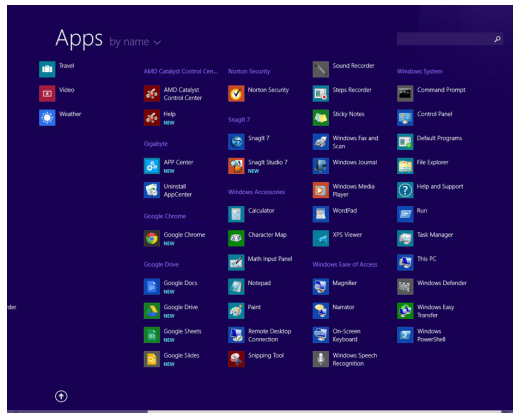 Apps by name
Travel
Video
Weather
der
AMD Catalyst Control Cen...
AMD Catalyst
Control Center
Help
NEW
Gigabyte
APP Center
NEW
Uninstall
AppCenter
Google Chrome
Google Chrome
NEW
Google Drive
Google Docs
NEW
Google Drive
NEW
Google Sheets
NEW
Google Slides
NEW
Norton Security
Norton Security
SnagIt 7
SnagIt 7
SnagIt Studio 7
NEW
Windows Accessories
Calculator
Character Map
Math Input Panel
Notepad
Paint
Remote Desktop
Connection
Snipping Tool
Sound Recorder
Steps Recorder
Sticky Notes
Windows Fax and
Scan
Windows Journal
Windows Media
Player
WordPad
XPS Viewer
Windows Ease of Access
Magnifier
Narrator
On-Screen
Keyboard
Windows Speech
Recognition
Windows System
Command Prompt
Control Panel
Default Programs
File Explorer
Help and Support
Run
Task Manager
This PC
Windows Defender
Windows Easy
Transfer
Windows
PowerShell